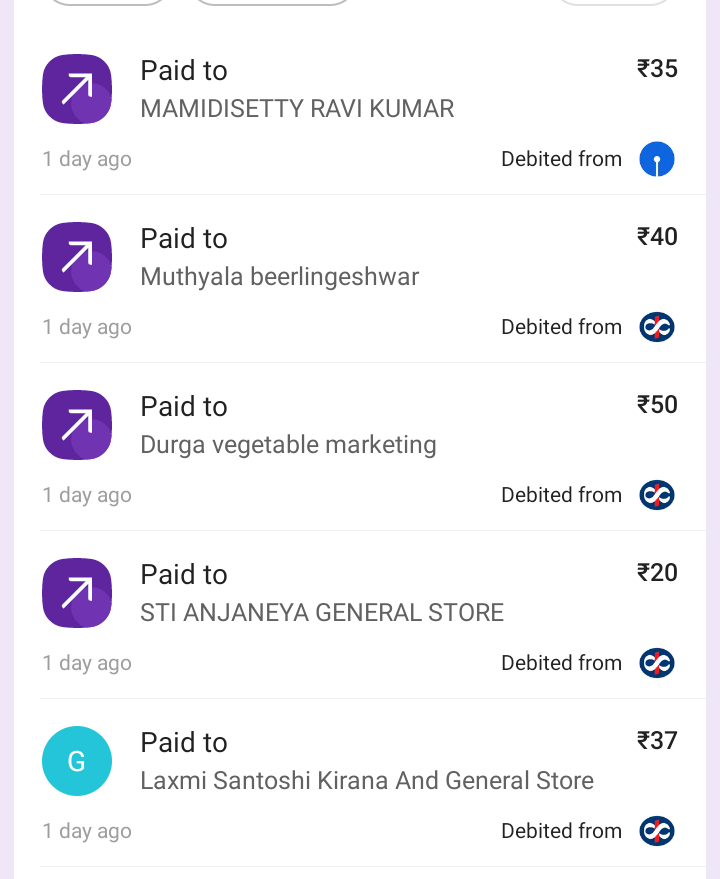 Paid to
₹35
MAMIDISETTY RAVI KUMAR
1 day ago
Debited from
Paid to
₹40
Muthyala beerlingeshwar
1 day ago
Debited from
Paid to
₹50
Durga vegetable marketing
1 day ago
Debited from
Paid to
₹20
STI ANJANEYA GENERAL STORE
1 day ago
Debited from
G
Paid to
₹37
Laxmi Santoshi Kirana And General Store
1 day ago
Debited from